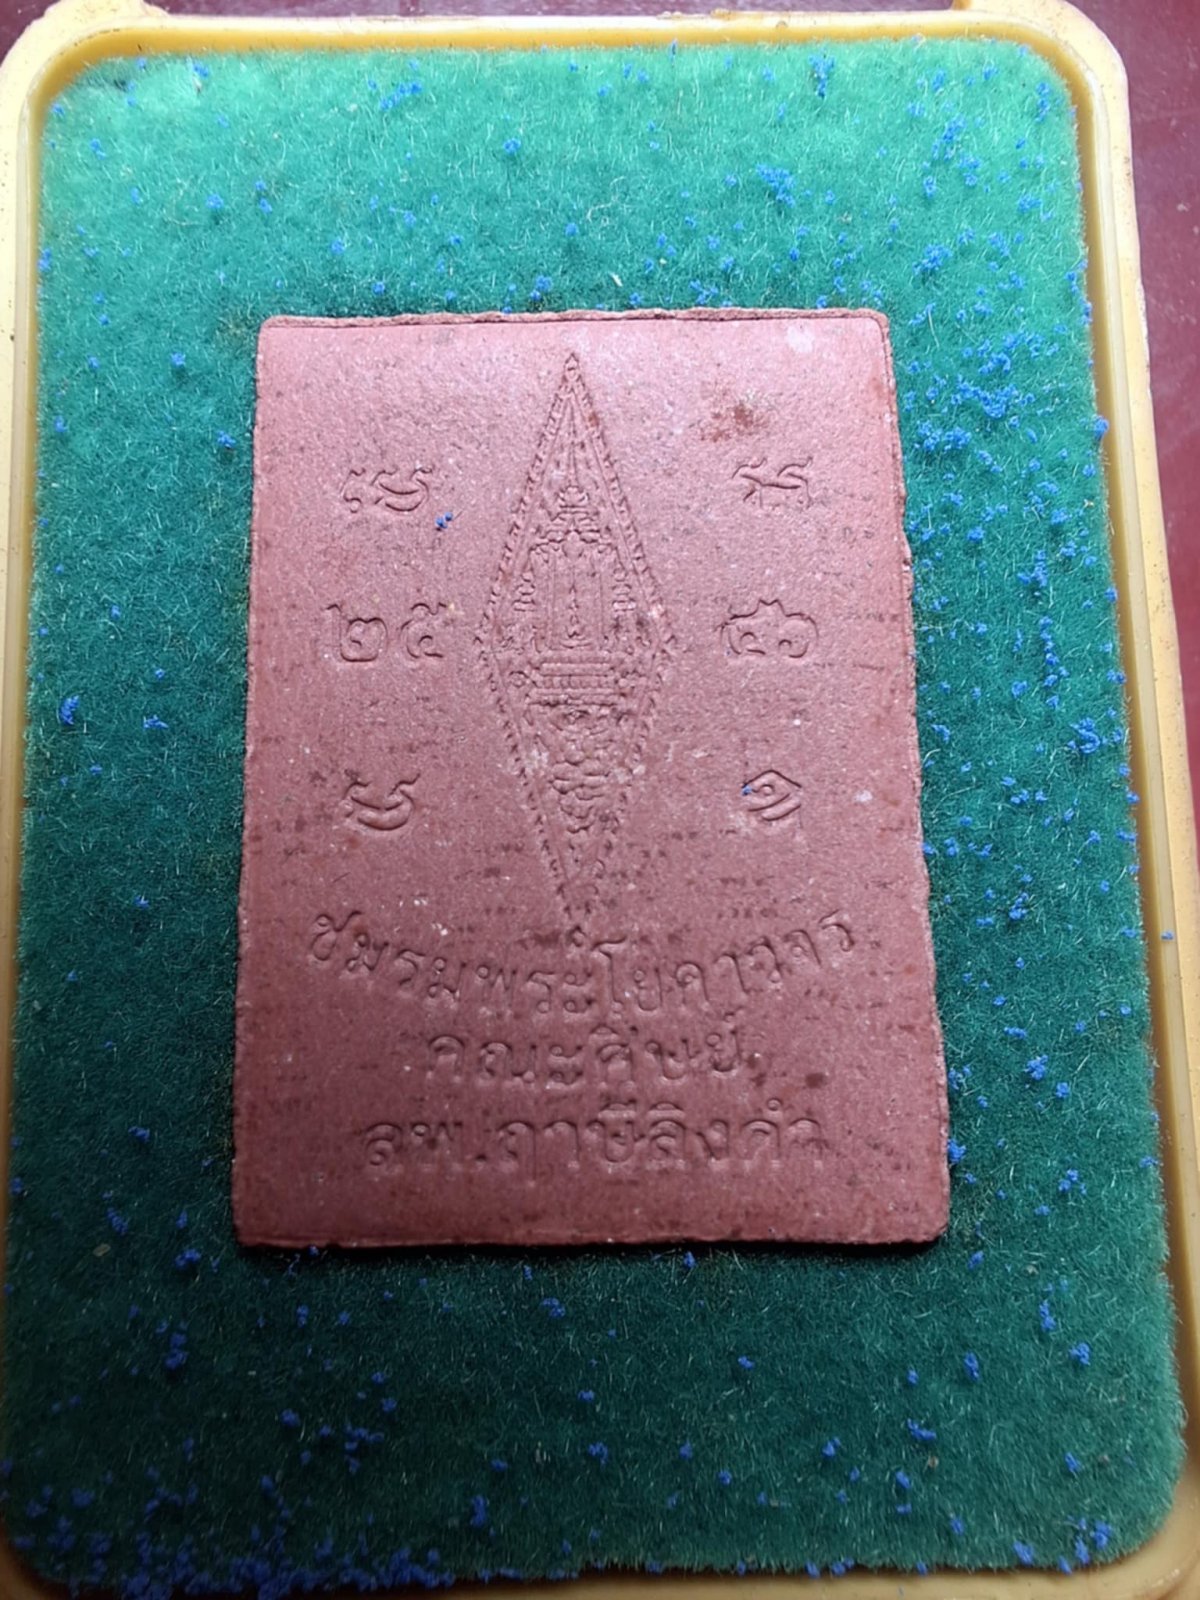 ๒๕ ๔๖
ชมรมพระโยคาวจร
คณะศิษย์
ลพ.ฤาษีลิงดำ